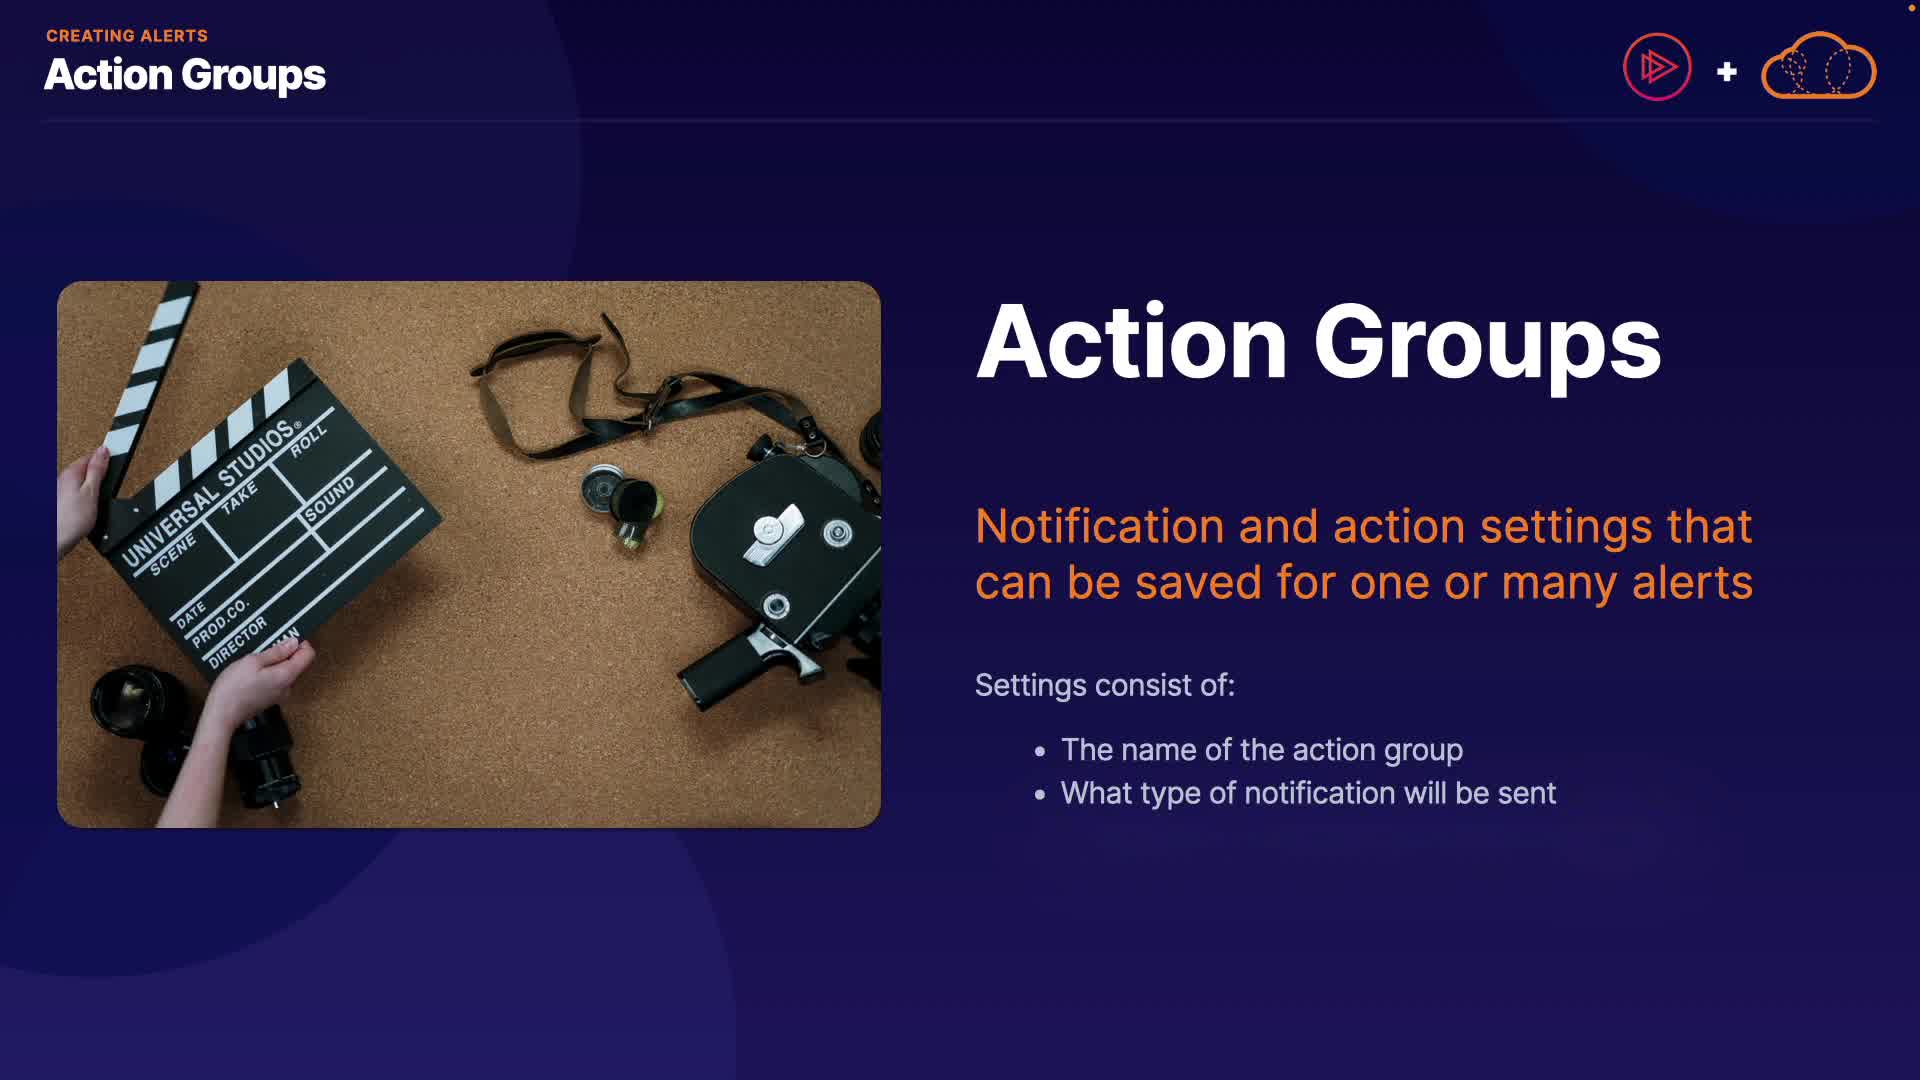 CREATING ALERTS
Action Groups
UNIVERSAL STUDIOS®
SCENE TAKE ROLL
SOUND
DATE
PROD.CO.
DIRECTOR
Action Groups
Notification and action settings that
can be saved for one or many alerts
Settings consist of:
• The name of the action group
• What type of notification will be sent